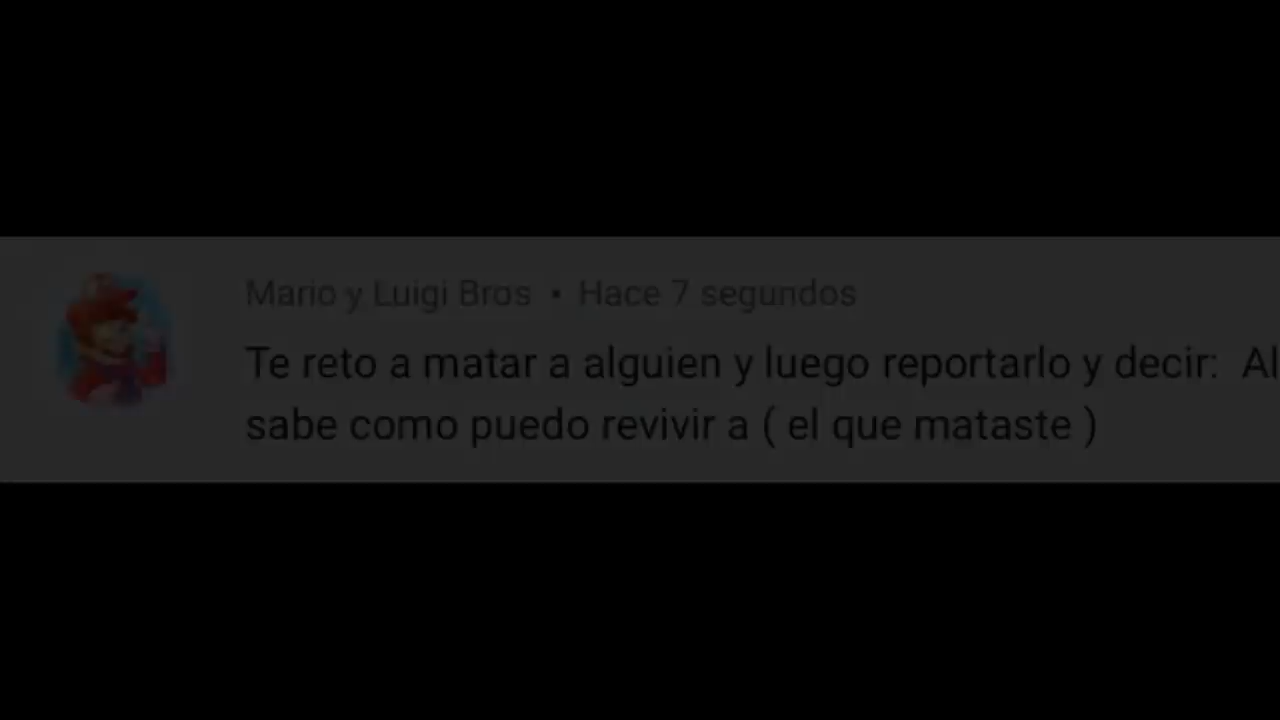 Mario y Luigi Bros • Hace 7 segundos
Te reto a matar a alguien y luego reportarlo y decir:
sabe como puedo revivir a ( el que mataste )